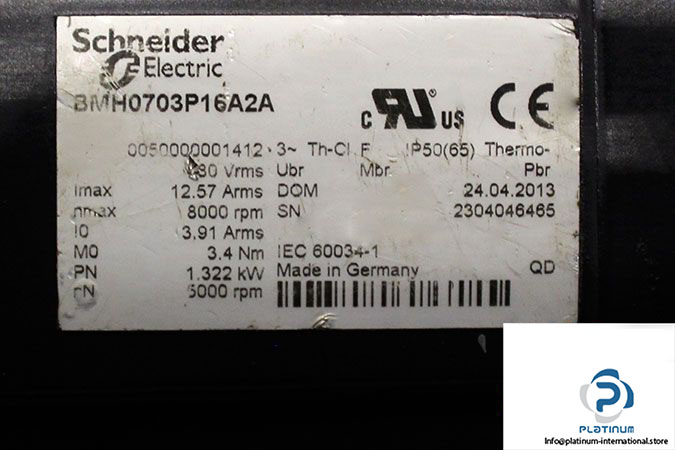 Schneider
Electric
BMH0703P16A2A
C UR US CE
0050000001412 3~ Th-Cl F IP50(65) Thermo-
Vrms Ubr Mbr Pbr
Imax 12.57 Arms DOM 24.04.2013
nmax 8000 rpm SN 2304046465
I0 3.91 Arms
M0 3.4 Nm IEC 60034-1
PN 1.322 kW Made in Germany QD
nN 5000 rpm
PLATINUM
Info@platinum-international.store